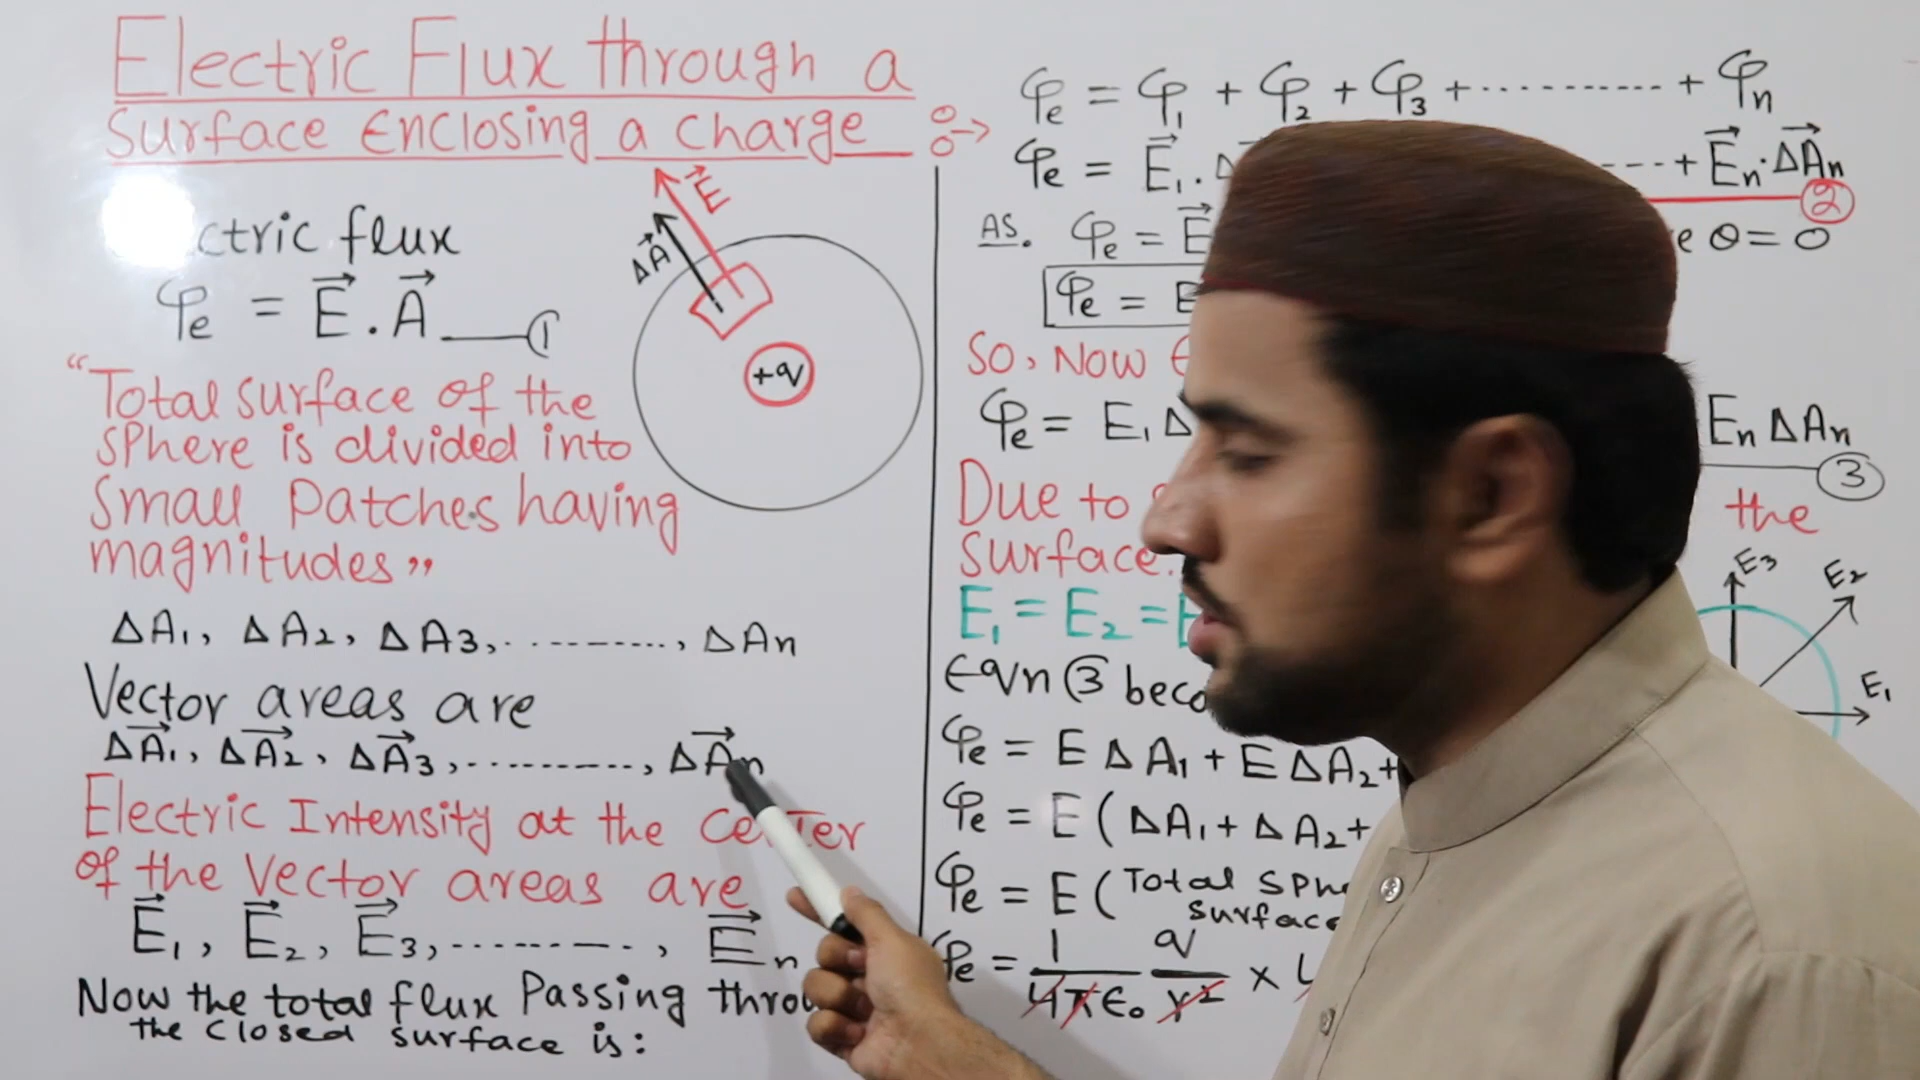 Electric Flux through a
Surface Enclosing a Charge
ctric flux
φe = E⃗ . A⃗ ___ ①
E⃗
ΔA⃗
+q
"Total surface of the
sphere is divided into
small Patches having
magnitudes"
ΔA1, ΔA2, ΔA3, ----------, ΔAn
Vector areas are
ΔA⃗1, ΔA⃗2, ΔA⃗3, ----------, ΔA⃗n
Electric Intensity at the Center
of the Vector areas are
E⃗1, E⃗2, E⃗3, ----------, E⃗n
Now the total flux Passing throu
the closed surface is:
φe = φ1 + φ2 + φ3 + ---------- + φn
φe = E⃗1 . Δ --- + E⃗n . ΔA⃗n
②
As. φe = E⃗ e θ = 0
φe = E
So, Now
φe = E1 Δ En ΔAn
③
Due to the
surface.
E1 = E2 = E
E3
E2
E1
Eqn ③ beco
φe = E ΔA1 + E ΔA2 +
φe = E (ΔA1 + ΔA2 +
φe = E (Total Sphe
surface
φe = 1/4πε0 q/r² × 4